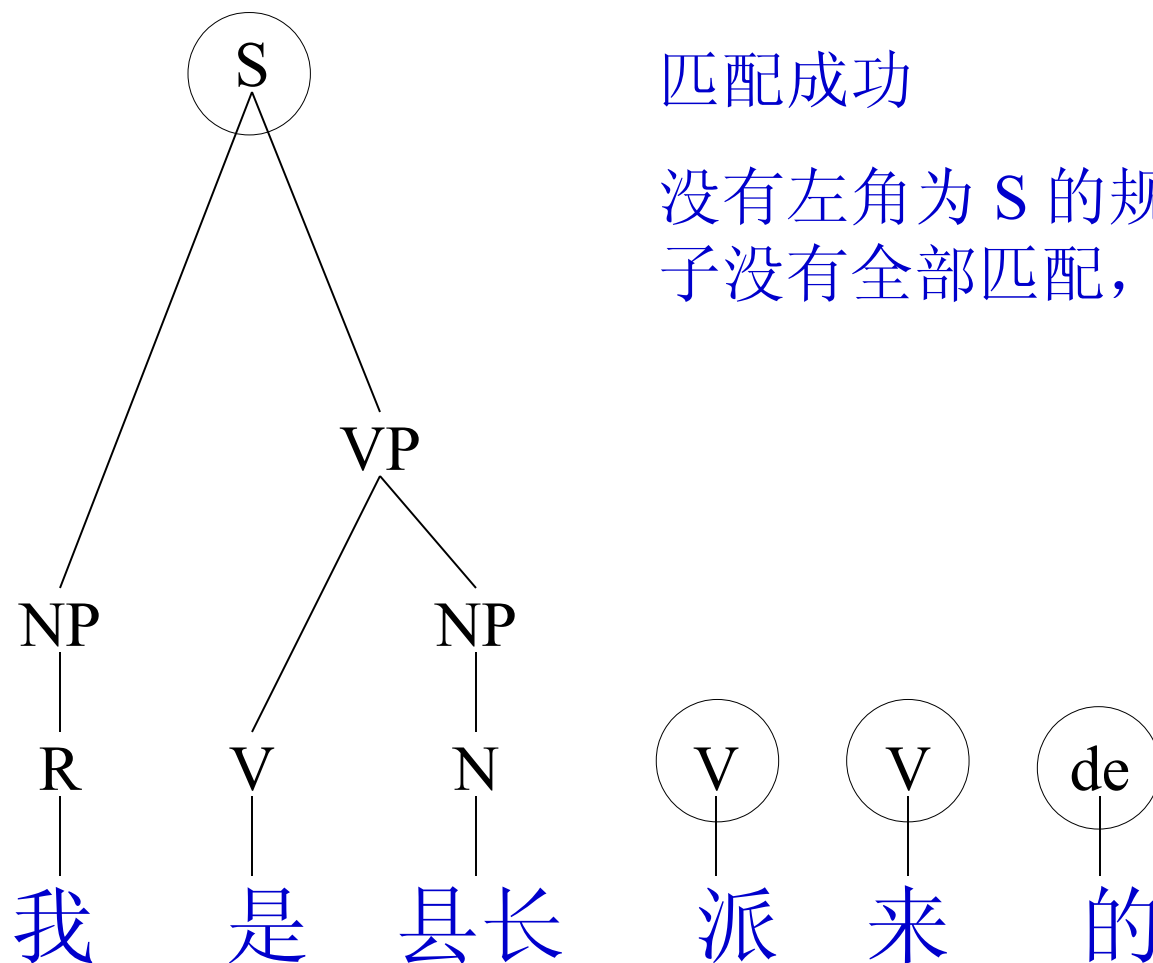 S
匹配成功
没有左角为 S 的规
子没有全部匹配，
VP
NP NP
R V N V V de
我 是 县长 派 来 的